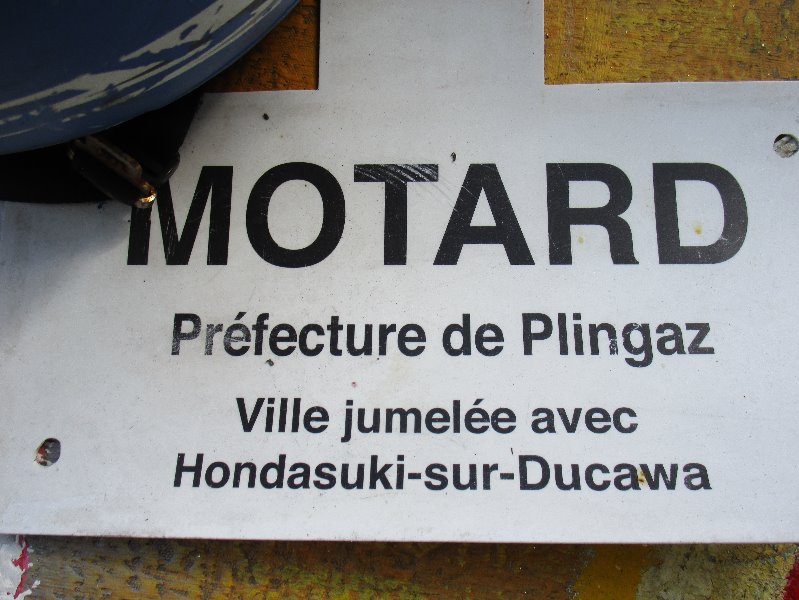 MOTARD
Préfecture de Plingaz
Ville jumelée avec
Hondasuki-sur-Ducawa